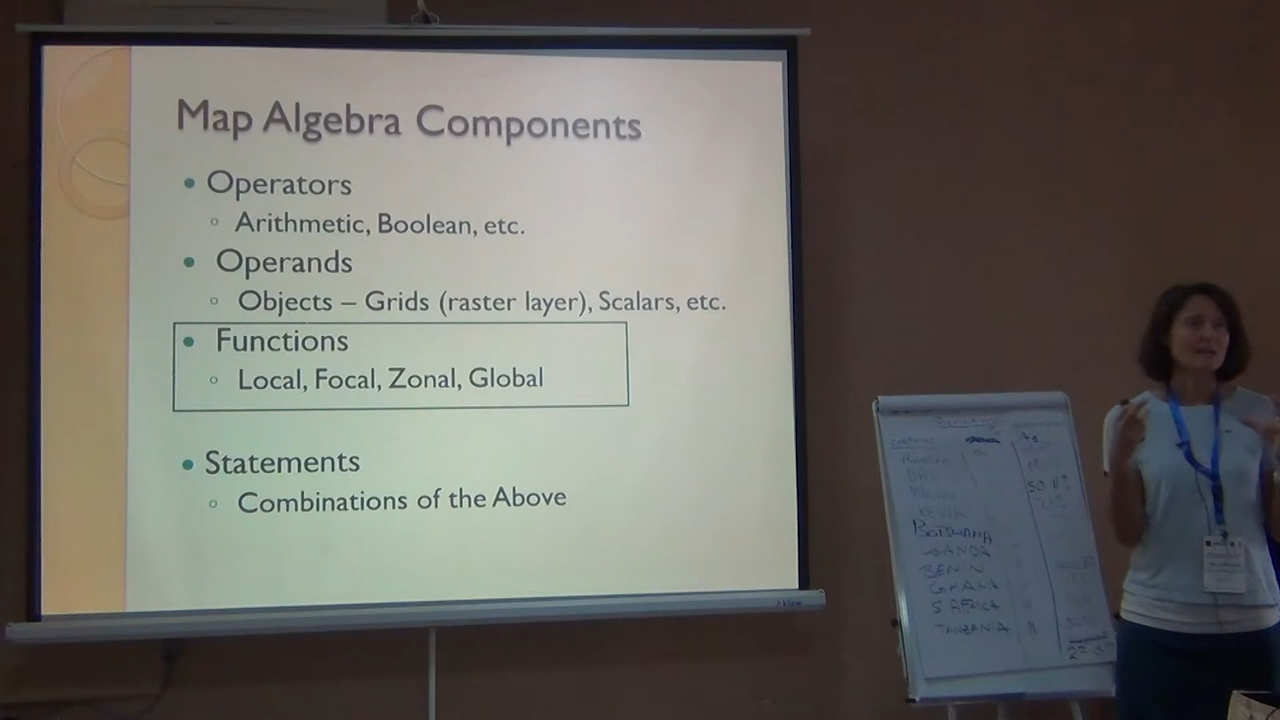 Map Algebra Components
• Operators
◦ Arithmetic, Boolean, etc.
• Operands
◦ Objects – Grids (raster layer), Scalars, etc.
• Functions
◦ Local, Focal, Zonal, Global
• Statements
◦ Combinations of the Above
BOTSWANA
BENIN
GHANA
S AFRICA
TANZANIA